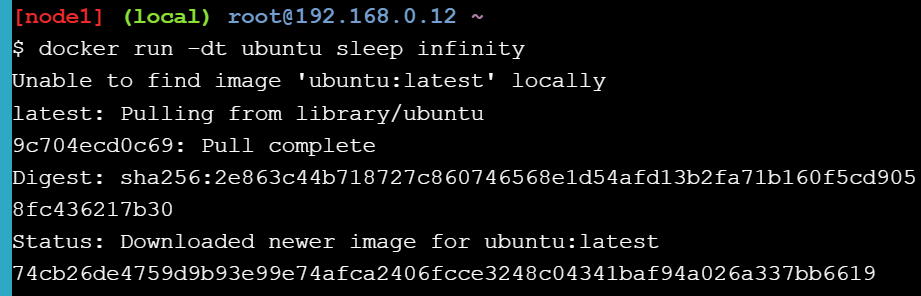 [node1] (local) root@192.168.0.12 ~
$ docker run -dt ubuntu sleep infinity
Unable to find image 'ubuntu:latest' locally
latest: Pulling from library/ubuntu
9c704ecd0c69: Pull complete
Digest: sha256:2e863c44b718727c860746568e1d54afd13b2fa71b160f5cd905
8fc436217b30
Status: Downloaded newer image for ubuntu:latest
74cb26de4759d9b93e99e74afca2406fcce3248c04341baf94a026a337bb6619